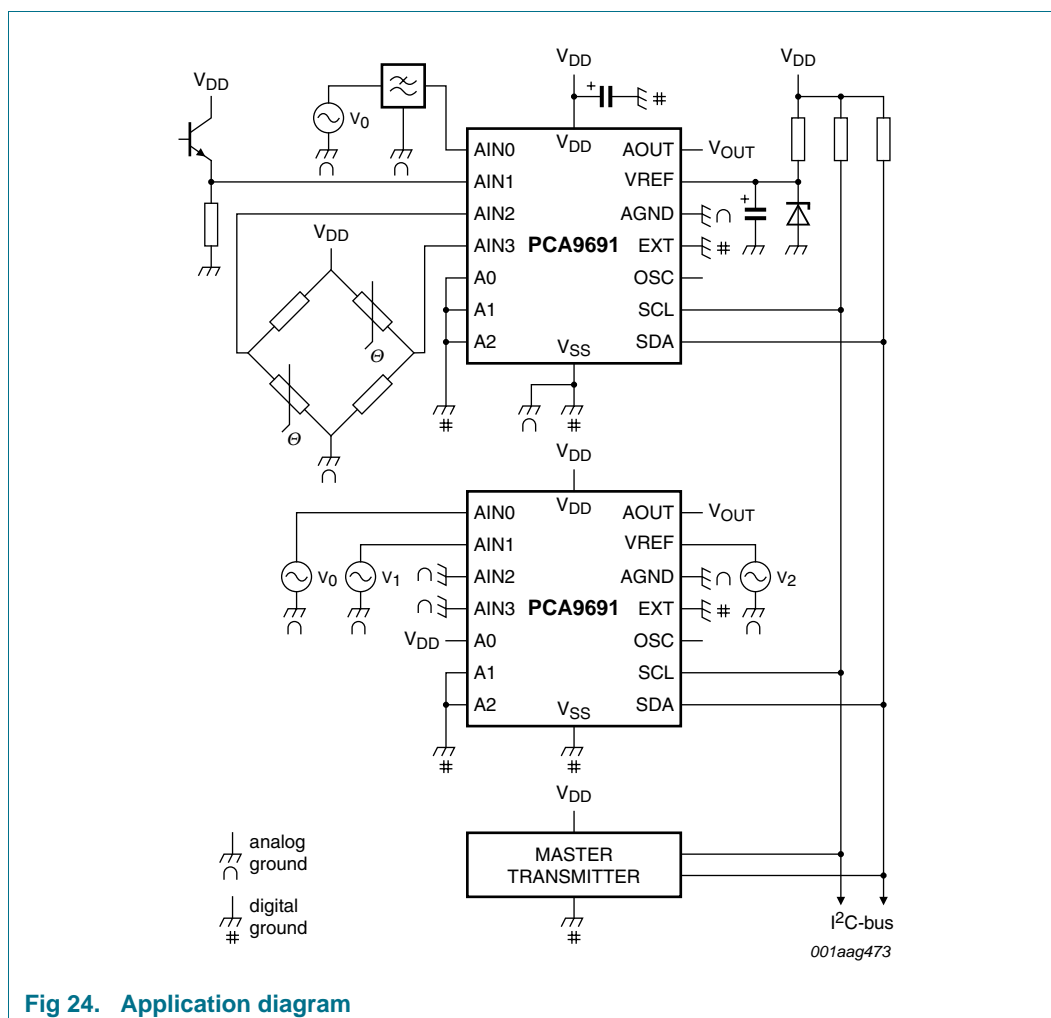 VDD
VDD
VDD
V0
VDD
AIN0
AIN1
AIN2
AIN3
A0
A1
A2
PCA9691
AOUT
VREF
AGND
EXT
OSC
SCL
SDA
VSS
VOUT
+
+
#
∩
∩
∩
#
VDD
Θ
Θ
∩
#
∩
#
VDD
VDD
AIN0
AIN1
AIN2
AIN3
A0
A1
A2
PCA9691
AOUT
VREF
AGND
EXT
OSC
SCL
SDA
VSS
VOUT
V0
V1
V2
∩
∩
∩
∩
∩
∩
VDD
#
#
#
VDD
MASTER
TRANSMITTER
#
analog
ground
∩
digital
ground
#
I2C-bus
001aag473
Fig 24. Application diagram